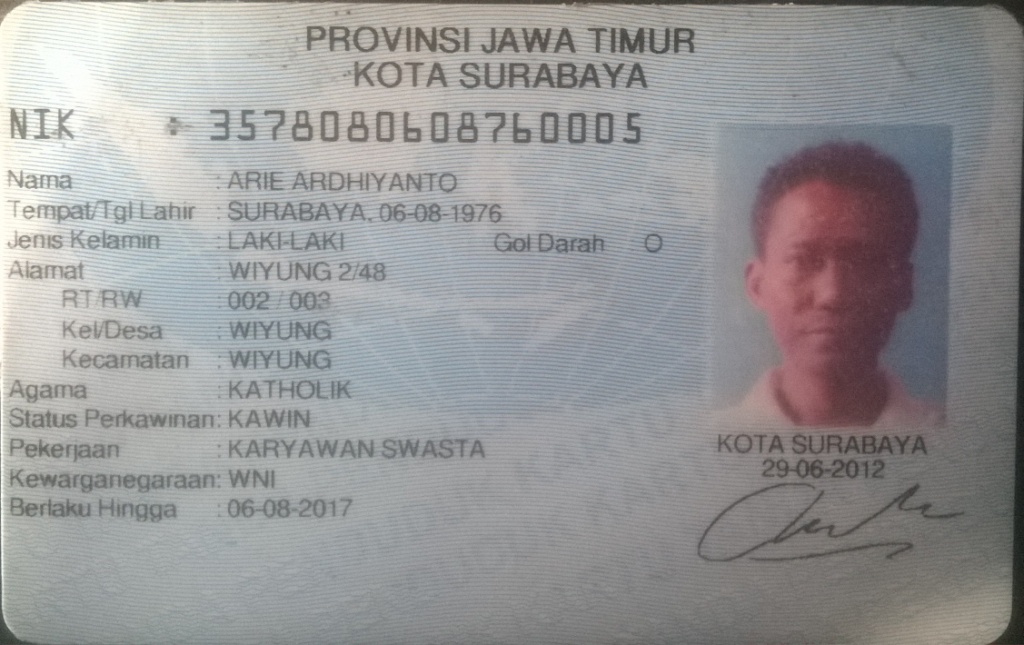 PROVINSI JAWA TIMUR
KOTA SURABAYA
NIK : 3578080608760005
Nama : ARIE ARDHIYANTO
Tempat/Tgl Lahir : SURABAYA, 06-08-1976
Jenis Kelamin : LAKI-LAKI Gol Darah O
Alamat : WIYUNG 2/48
RT/RW : 002 / 003
Kel/Desa : WIYUNG
Kecamatan : WIYUNG
Agama : KATHOLIK
Status Perkawinan: KAWIN
Pekerjaan : KARYAWAN SWASTA
Kewarganegaraan: WNI
Berlaku Hingga : 06-08-2017
KOTA SURABAYA
29-06-2012